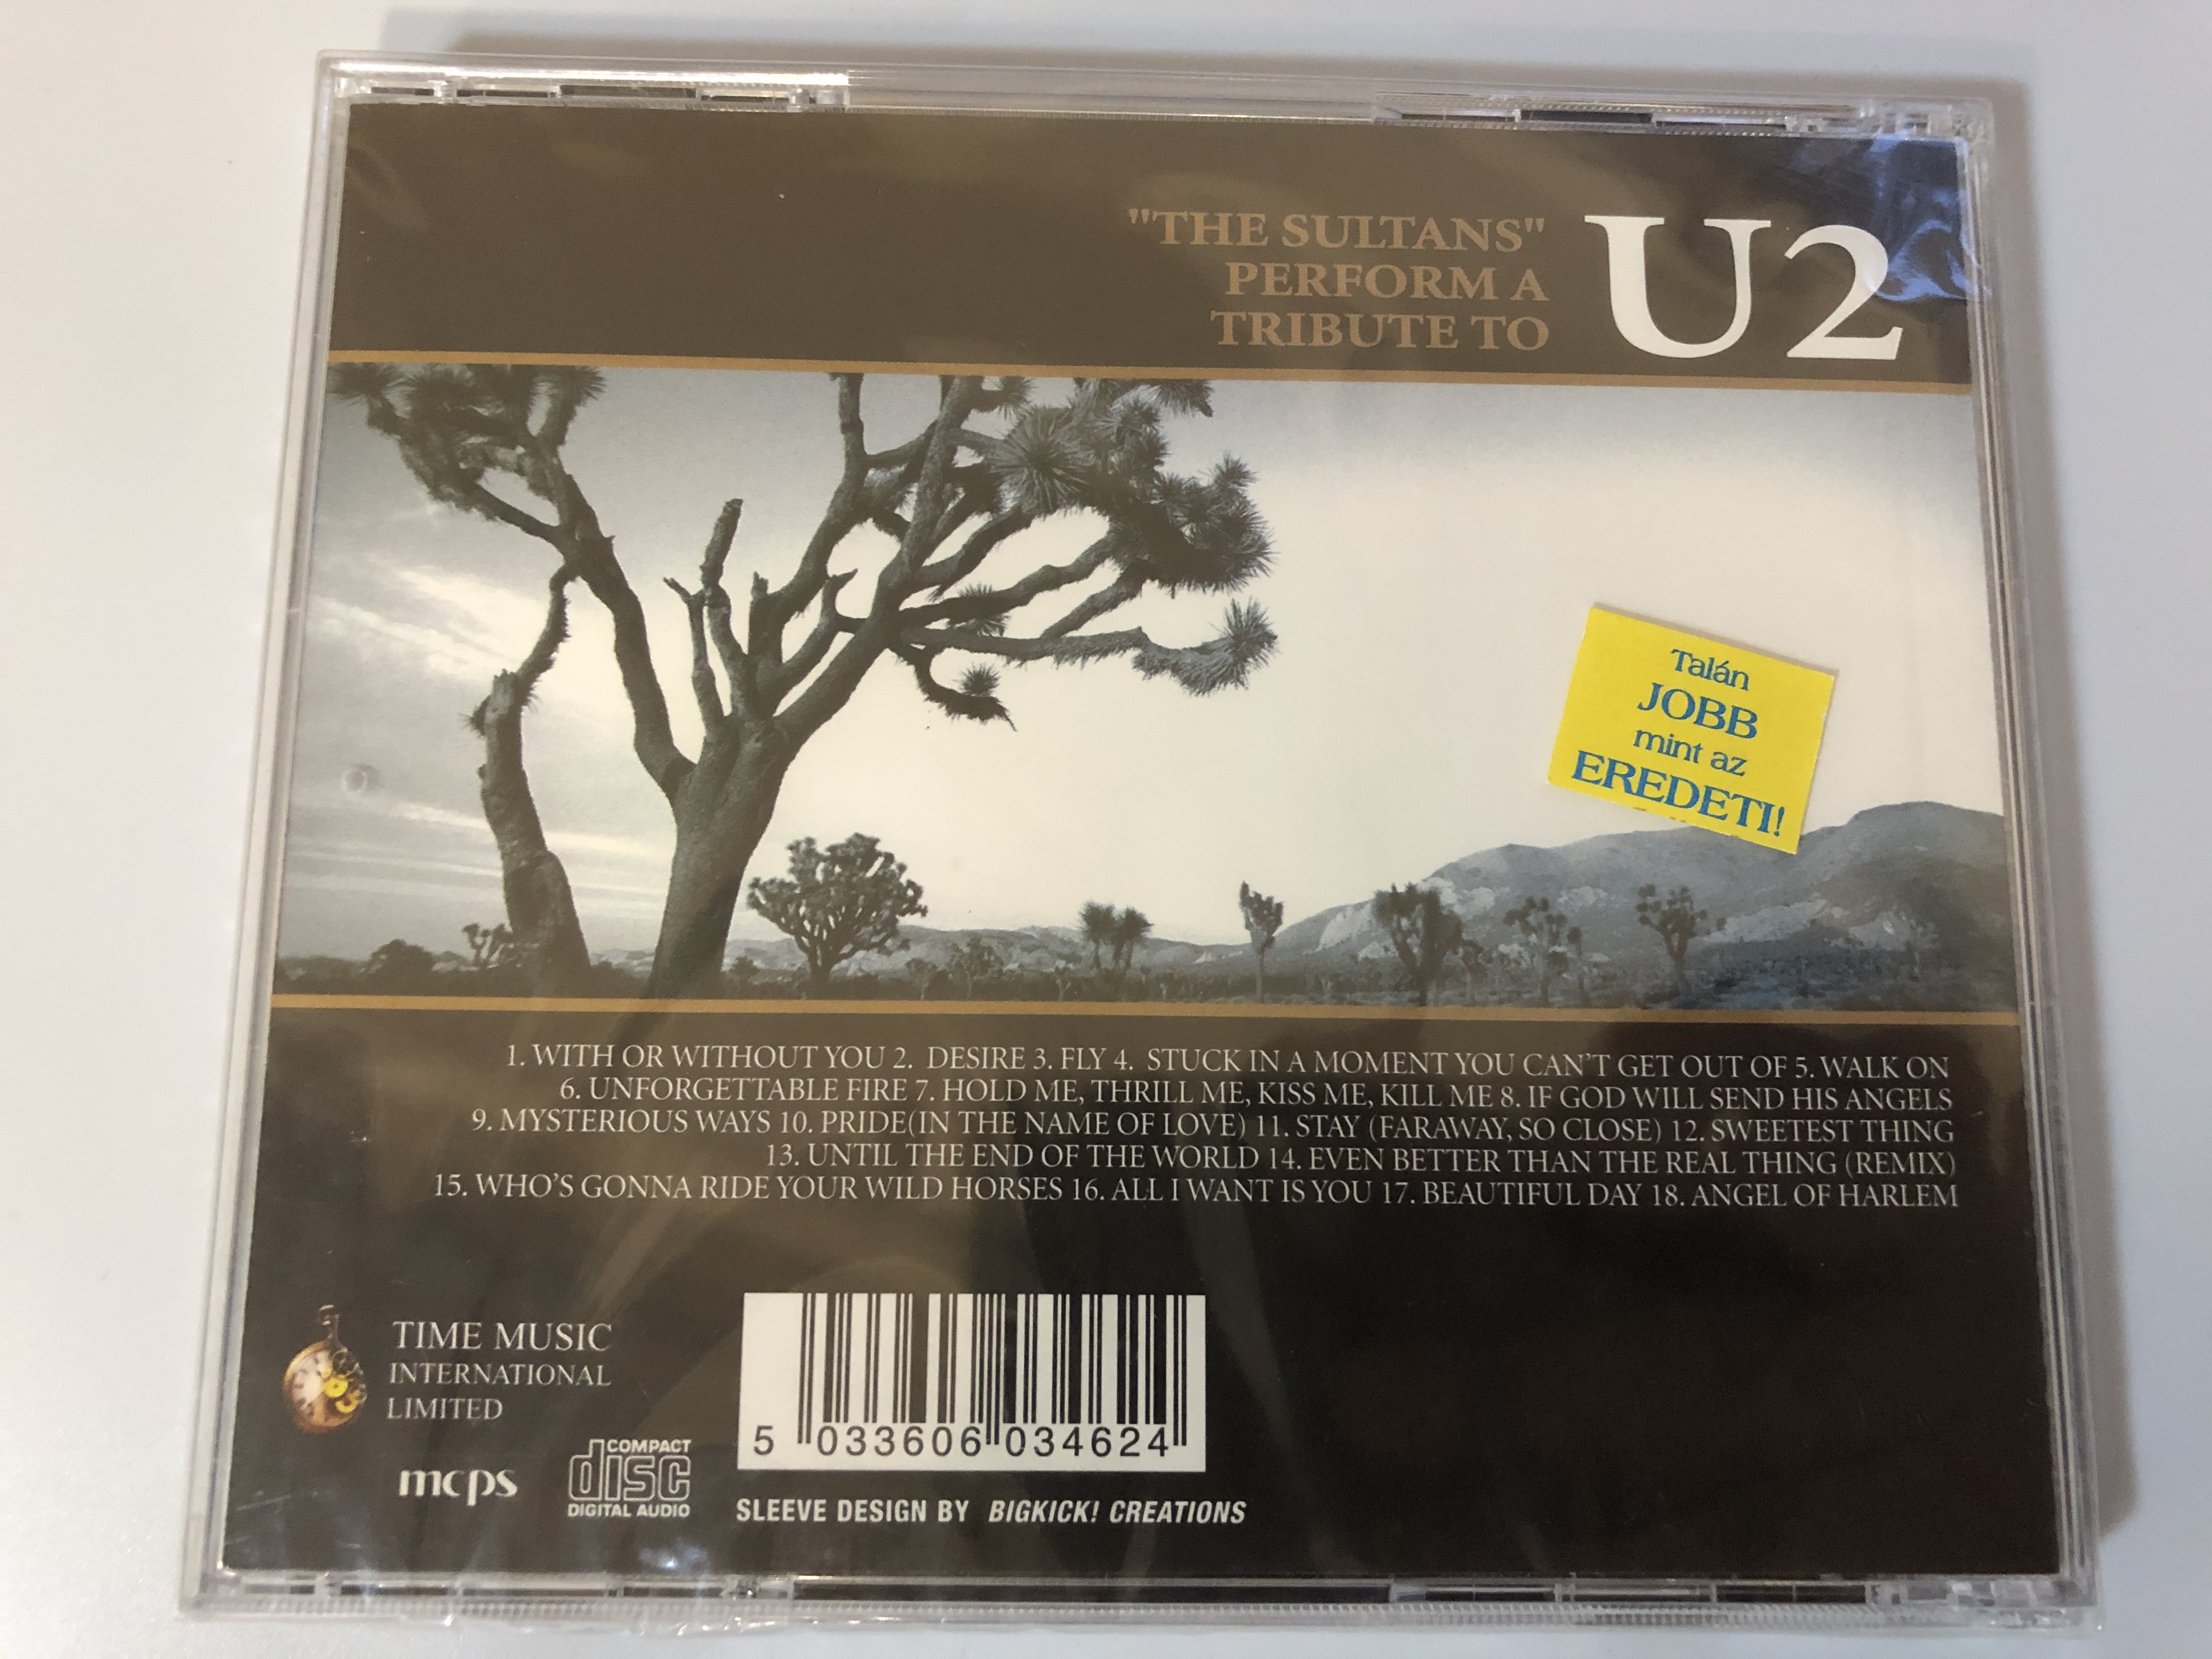 "THE SULTANS"
PERFORM A
TRIBUTE TO
U2
Talán
JOBB
mint az
EREDETI!
1. WITH OR WITHOUT YOU 2. DESIRE 3. FLY 4. STUCK IN A MOMENT YOU CAN'T GET OUT OF 5. WALK ON
6. UNFORGETTABLE FIRE 7. HOLD ME, THRILL ME, KISS ME, KILL ME 8. IF GOD WILL SEND HIS ANGELS
9. MYSTERIOUS WAYS 10. PRIDE(IN THE NAME OF LOVE) 11. STAY (FARAWAY, SO CLOSE) 12. SWEETEST THING
13. UNTIL THE END OF THE WORLD 14. EVEN BETTER THAN THE REAL THING (REMIX)
15. WHO'S GONNA RIDE YOUR WILD HORSES 16. ALL I WANT IS YOU 17. BEAUTIFUL DAY 18. ANGEL OF HARLEM
TIME MUSIC
INTERNATIONAL
LIMITED
mcps
COMPACT
disc
DIGITAL AUDIO
5 033606 034624
SLEEVE DESIGN BY BIGKICK! CREATIONS